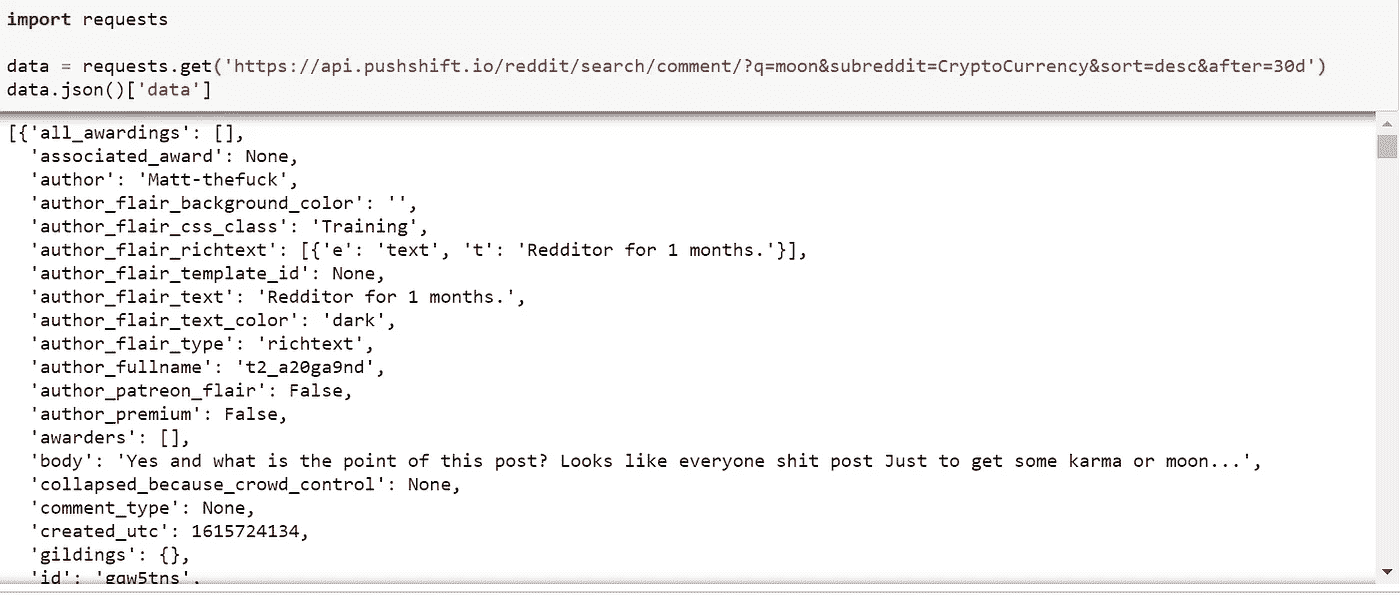 import requests
data = requests.get('https://api.pushshift.io/reddit/search/comment/?q=moon&subreddit=CryptoCurrency&sort=desc&after=30d')
data.json()['data']
[{'all_awardings': [],
'associated_award': None,
'author': 'Matt-thefuck',
'author_flair_background_color': '',
'author_flair_css_class': 'Training',
'author_flair_richtext': [{'e': 'text', 't': 'Redditor for 1 months.'}],
'author_flair_template_id': None,
'author_flair_text': 'Redditor for 1 months.',
'author_flair_text_color': 'dark',
'author_flair_type': 'richtext',
'author_fullname': 't2_a20ga9nd',
'author_patreon_flair': False,
'author_premium': False,
'awarders': [],
'body': 'Yes and what is the point of this post? Looks like everyone shit post Just to get some karma or moon...',
'collapsed_because_crowd_control': None,
'comment_type': None,
'created_utc': 1615724134,
'gildings': {},
'id': 'gqw5tns',